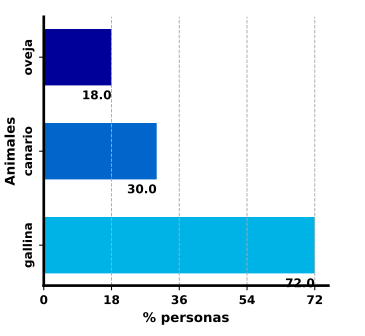 Animales
oveja
18.0
canario
30.0
gallina
72.0
0 18 36 54 72
% personas